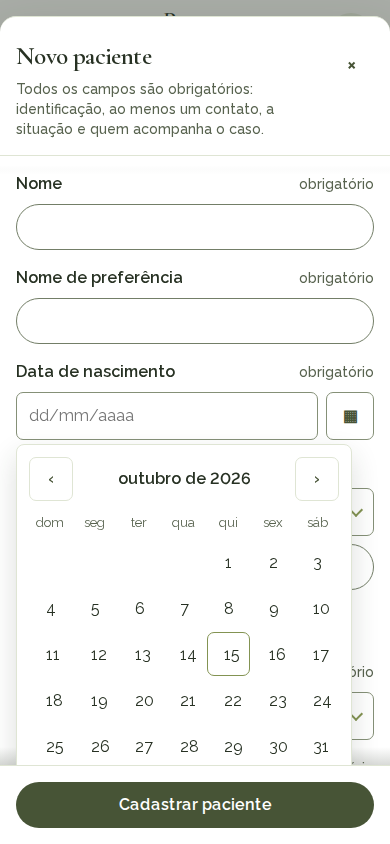 Novo paciente
×
Todos os campos são obrigatórios:
identificação, ao menos um contato, a
situação e quem acompanha o caso.
Nome obrigatório
Nome de preferência obrigatório
Data de nascimento obrigatório
dd/mm/aaaa
‹ outubro de 2026 ›
dom seg ter qua qui sex sáb
1 2 3
4 5 6 7 8 9 10
11 12 13 14 15 16 17
18 19 20 21 22 23 24
25 26 27 28 29 30 31
Cadastrar paciente